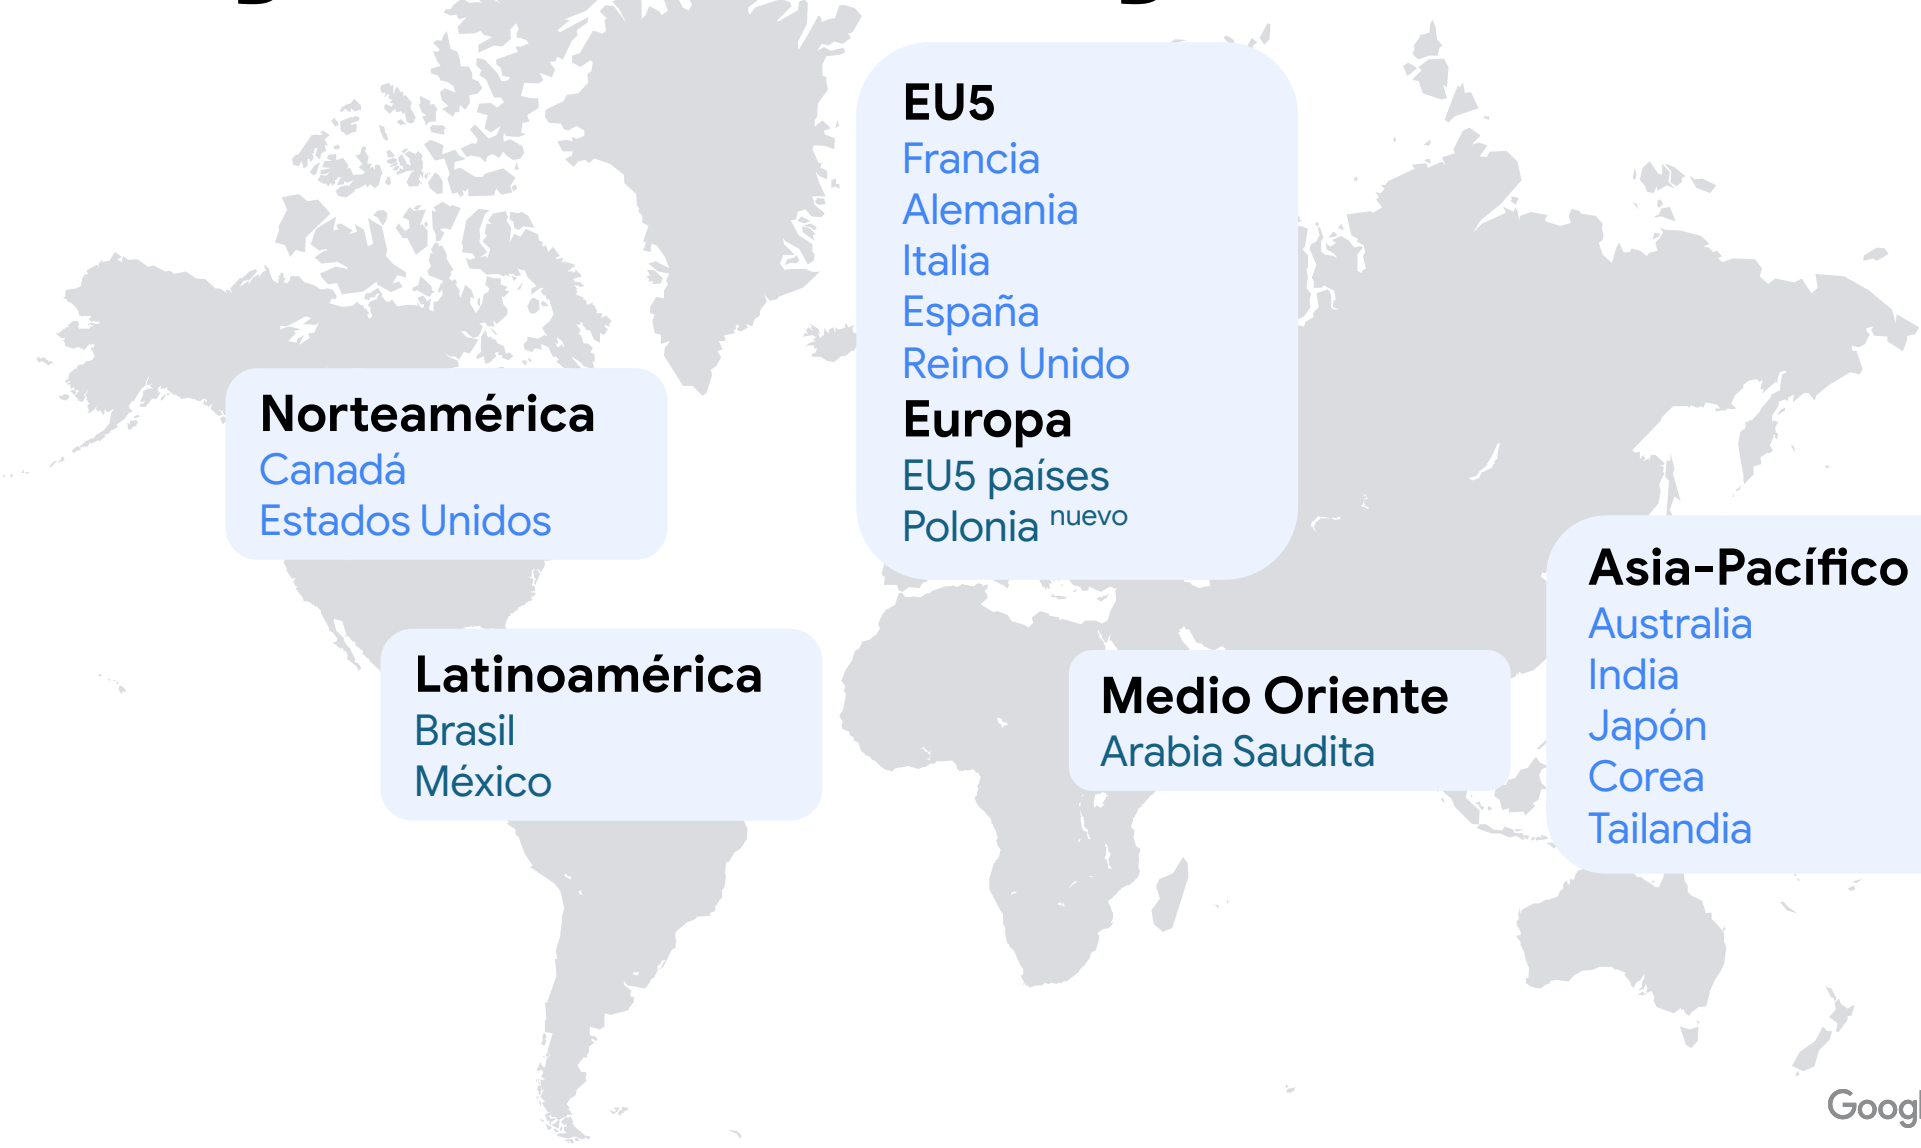 EU5
Francia
Alemania
Italia
España
Reino Unido
Europa
EU5 países
Polonia nuevo
Norteamérica
Canadá
Estados Unidos
Latinoamérica
Brasil
México
Medio Oriente
Arabia Saudita
Asia-Pacífico
Australia
India
Japón
Corea
Tailandia